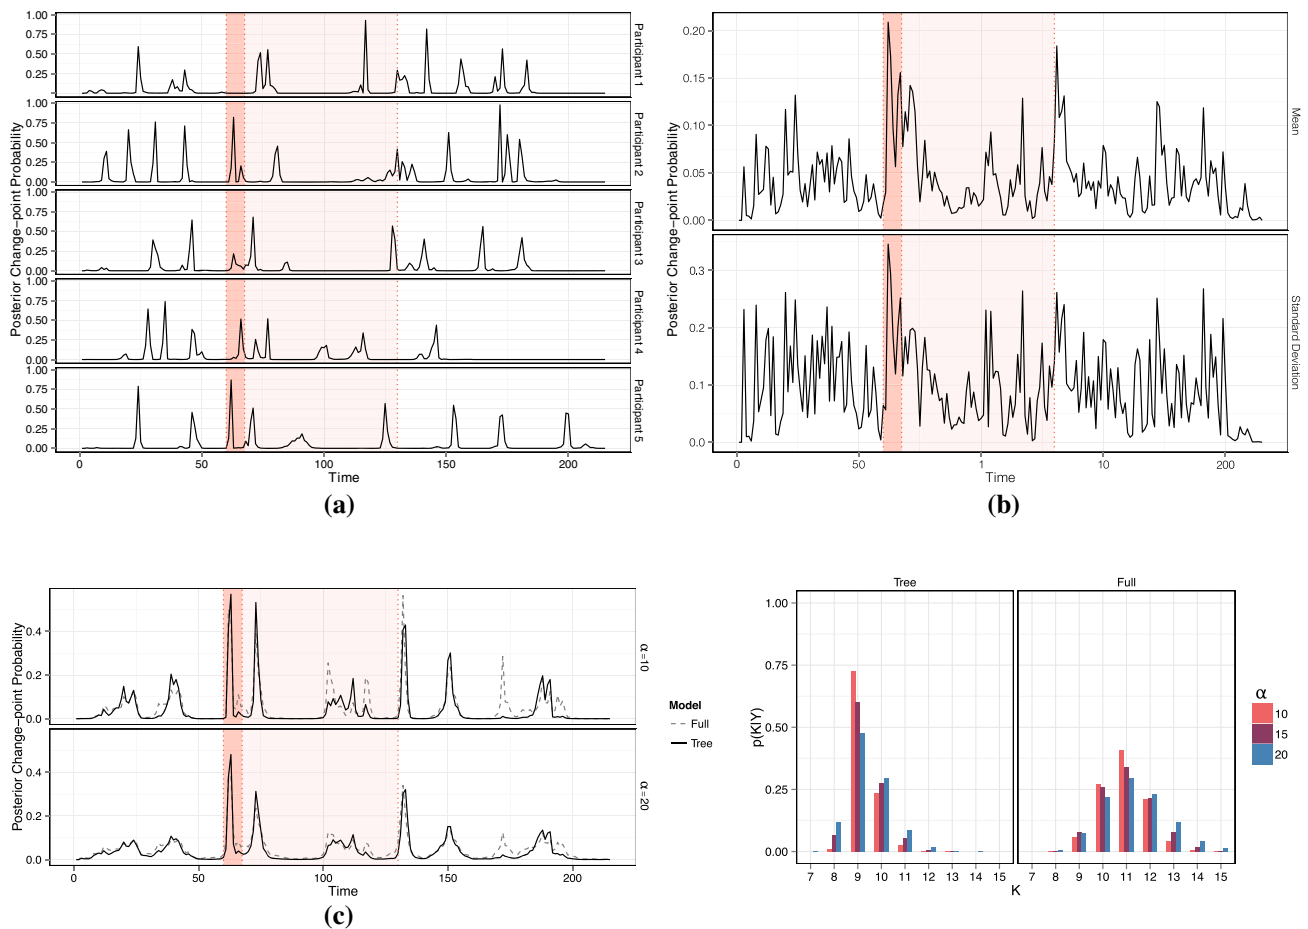 1.00
0.75
0.50
0.25
Participant 1
1.00
0.75
0.50
0.25
0.00
Participant 2
1.00
0.75
0.50
0.25
0.00
Participant 3
1.00
0.75
0.50
0.25
0.00
Participant 4
1.00
0.75
0.50
0.25
0.00
Participant 5
Posterior Change-point Probability
0 50 100 150 200
Time
(a)
0.20
0.15
0.10
0.05
0.00
Mean
0.3
0.2
0.1
0.0
Standard Deviation
Posterior Change-point Probability
0 50 1 10 200
Time
(b)
0.4
0.2
0.0
α=10
0.4
0.2
0.0
α=20
Posterior Change-point Probability
0 50 100 150 200
Time
Model
Full
Tree
(c)
Tree Full
1.00
0.75
0.50
0.25
0.00
p(K|Y)
7 8 9 10 11 12 13 14 15 7 8 9 10 11 12 13 14 15
K
α
10
15
20